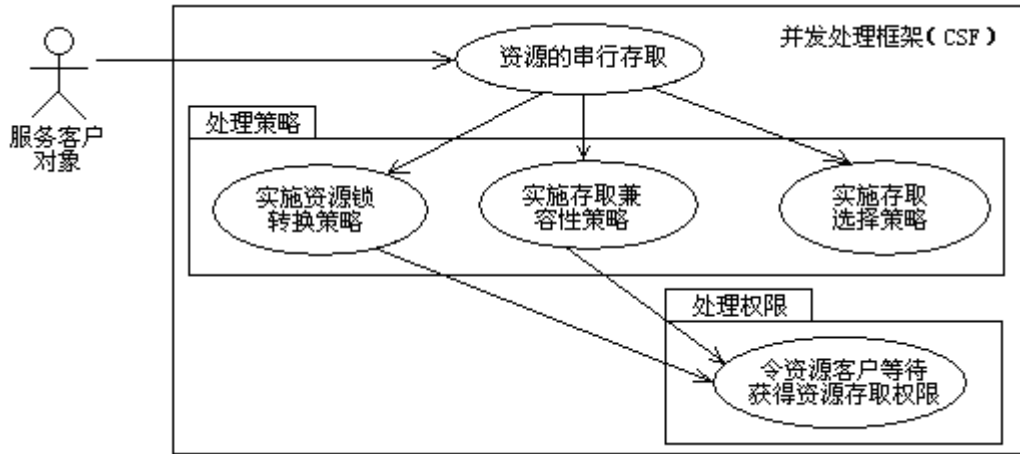 并发处理框架(CSF)
资源的串行存取
服务客户
对象
处理策略
实施资源锁
转换策略
实施存取兼
容性策略
实施存取
选择策略
处理权限
令资源客户等待
获得资源存取权限